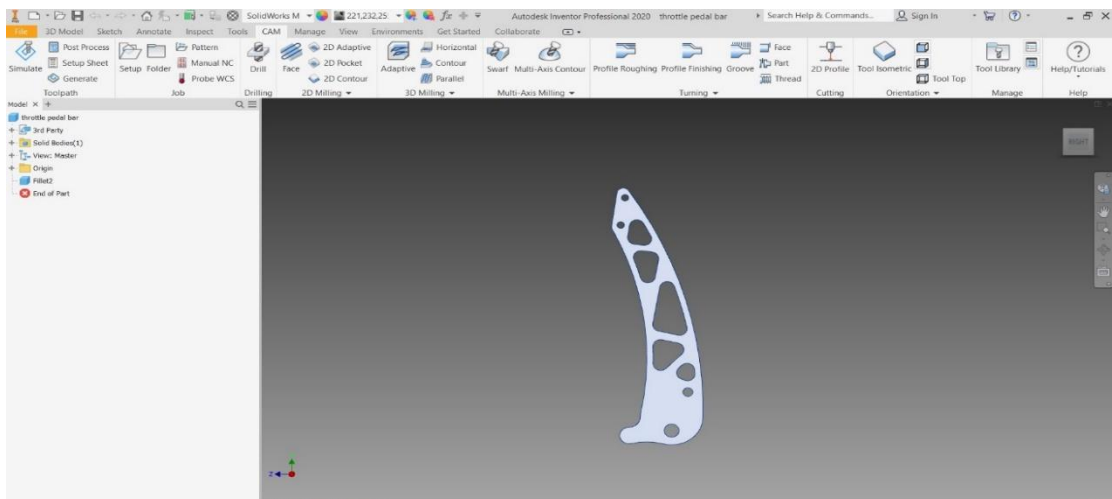 SolidWorks M 221,232,25: Autodesk Inventor Professional 2020 throttle pedal bar Search Help & Commands... Sign In
File 3D Model Sketch Annotate Inspect Tools CAM Manage View Environments Get Started Collaborate
Post Process Pattern 2D Adaptive Horizontal Face
Simulate Setup Sheet Setup Folder Manual NC Drill Face 2D Pocket Adaptive Contour Swarf Multi-Axis Contour Profile Roughing Profile Finishing Groove Part 2D Profile Tool Isometric Tool Library Help/Tutorials
Generate Probe WCS 2D Contour Parallel Thread Tool Top
Toolpath Job Drilling 2D Milling 3D Milling Multi-Axis Milling Turning Cutting Orientation Manage Help
Model
throttle pedal bar
3rd Party
Solid Bodies(1)
View: Master
Origin
Fillet2
End of Part
RIGHT
Z